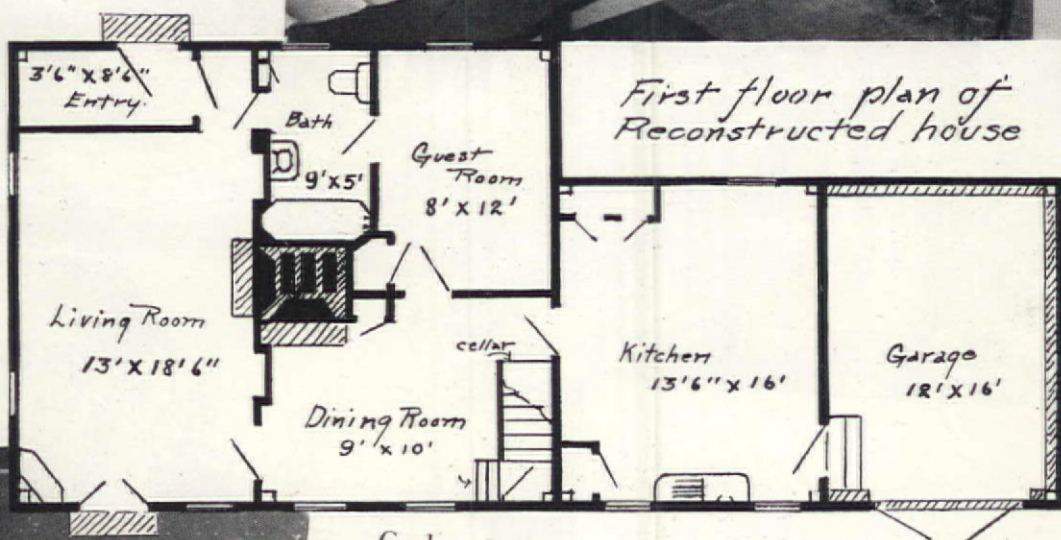 3'6" X 8'6"
Entry.
Bath
9' X 5'
Guest
Room
8' X 12'
First floor plan of
Reconstructed house
Living Room
13' X 18'6"
cellar
Dining Room
9' X 10'
Kitchen
13'6" X 16'
Garage
12' X 16'